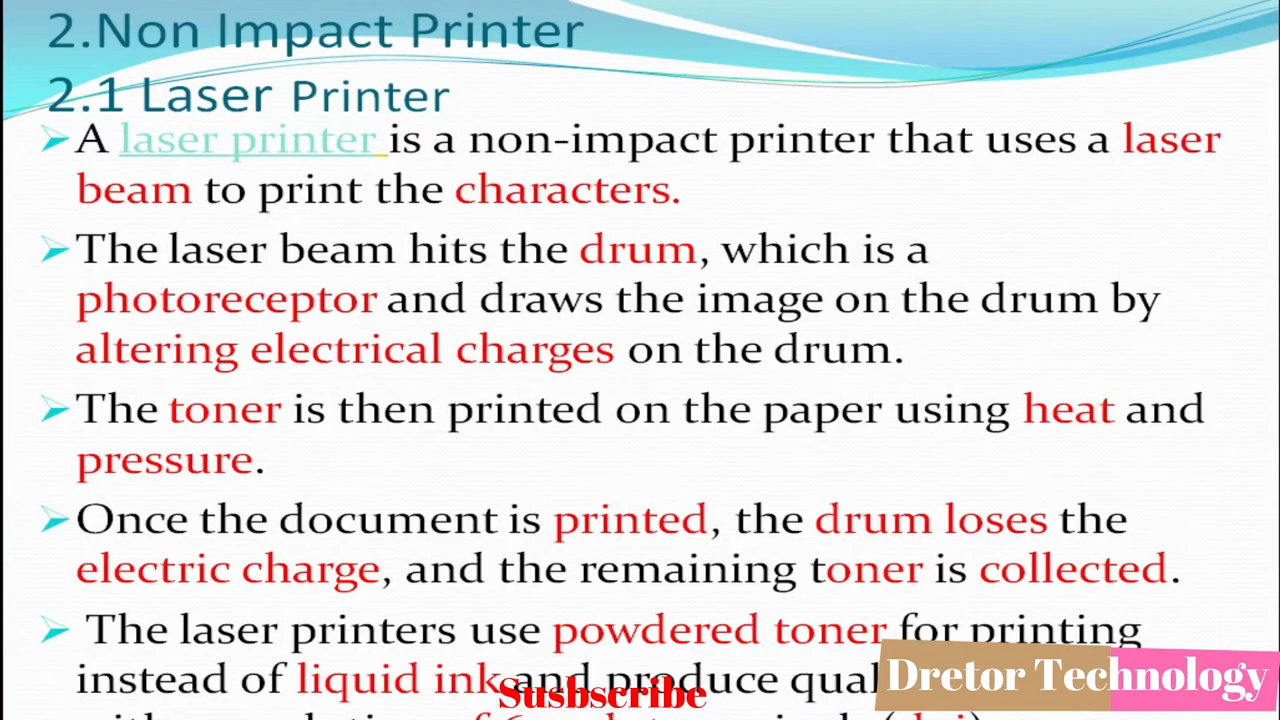 2.Non Impact Printer
2.1 Laser Printer
➢A laser printer is a non-impact printer that uses a laser
beam to print the characters.
➢The laser beam hits the drum, which is a
photoreceptor and draws the image on the drum by
altering electrical charges on the drum.
➢The toner is then printed on the paper using heat and
pressure.
➢Once the document is printed, the drum loses the
electric charge, and the remaining toner is collected.
➢ The laser printers use powdered toner for printing
instead of liquid ink and produce
Dretor Technology
Susbscribe